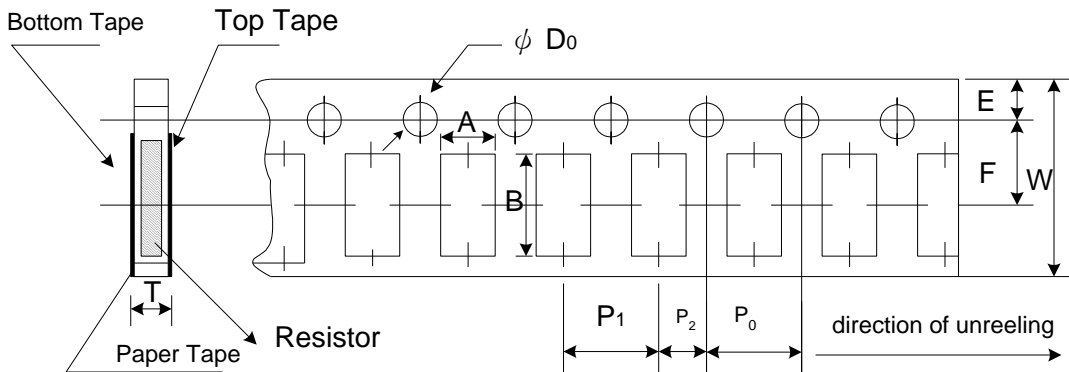 Bottom Tape
Top Tape
ψ D0
E
A
F
W
B
T
P1
P2
P0
Resistor
direction of unreeling
Paper Tape